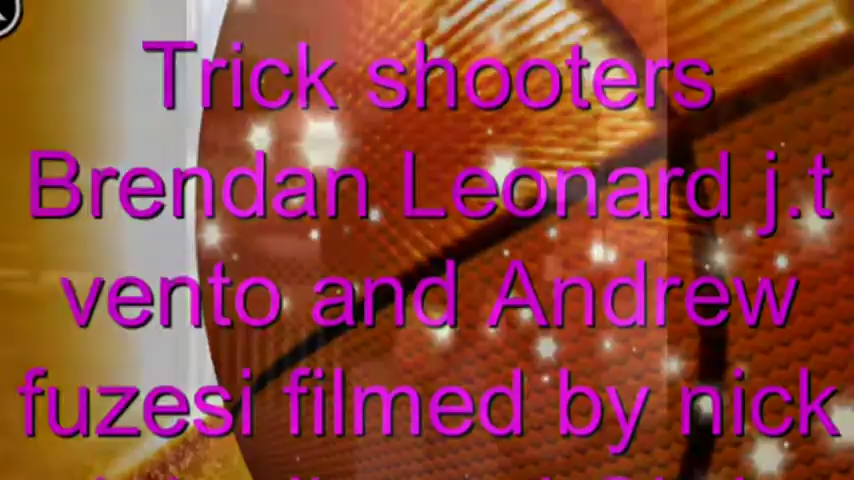 Trick shooters
Brendan Leonard j.t
vento and Andrew
fuzesi filmed by nick